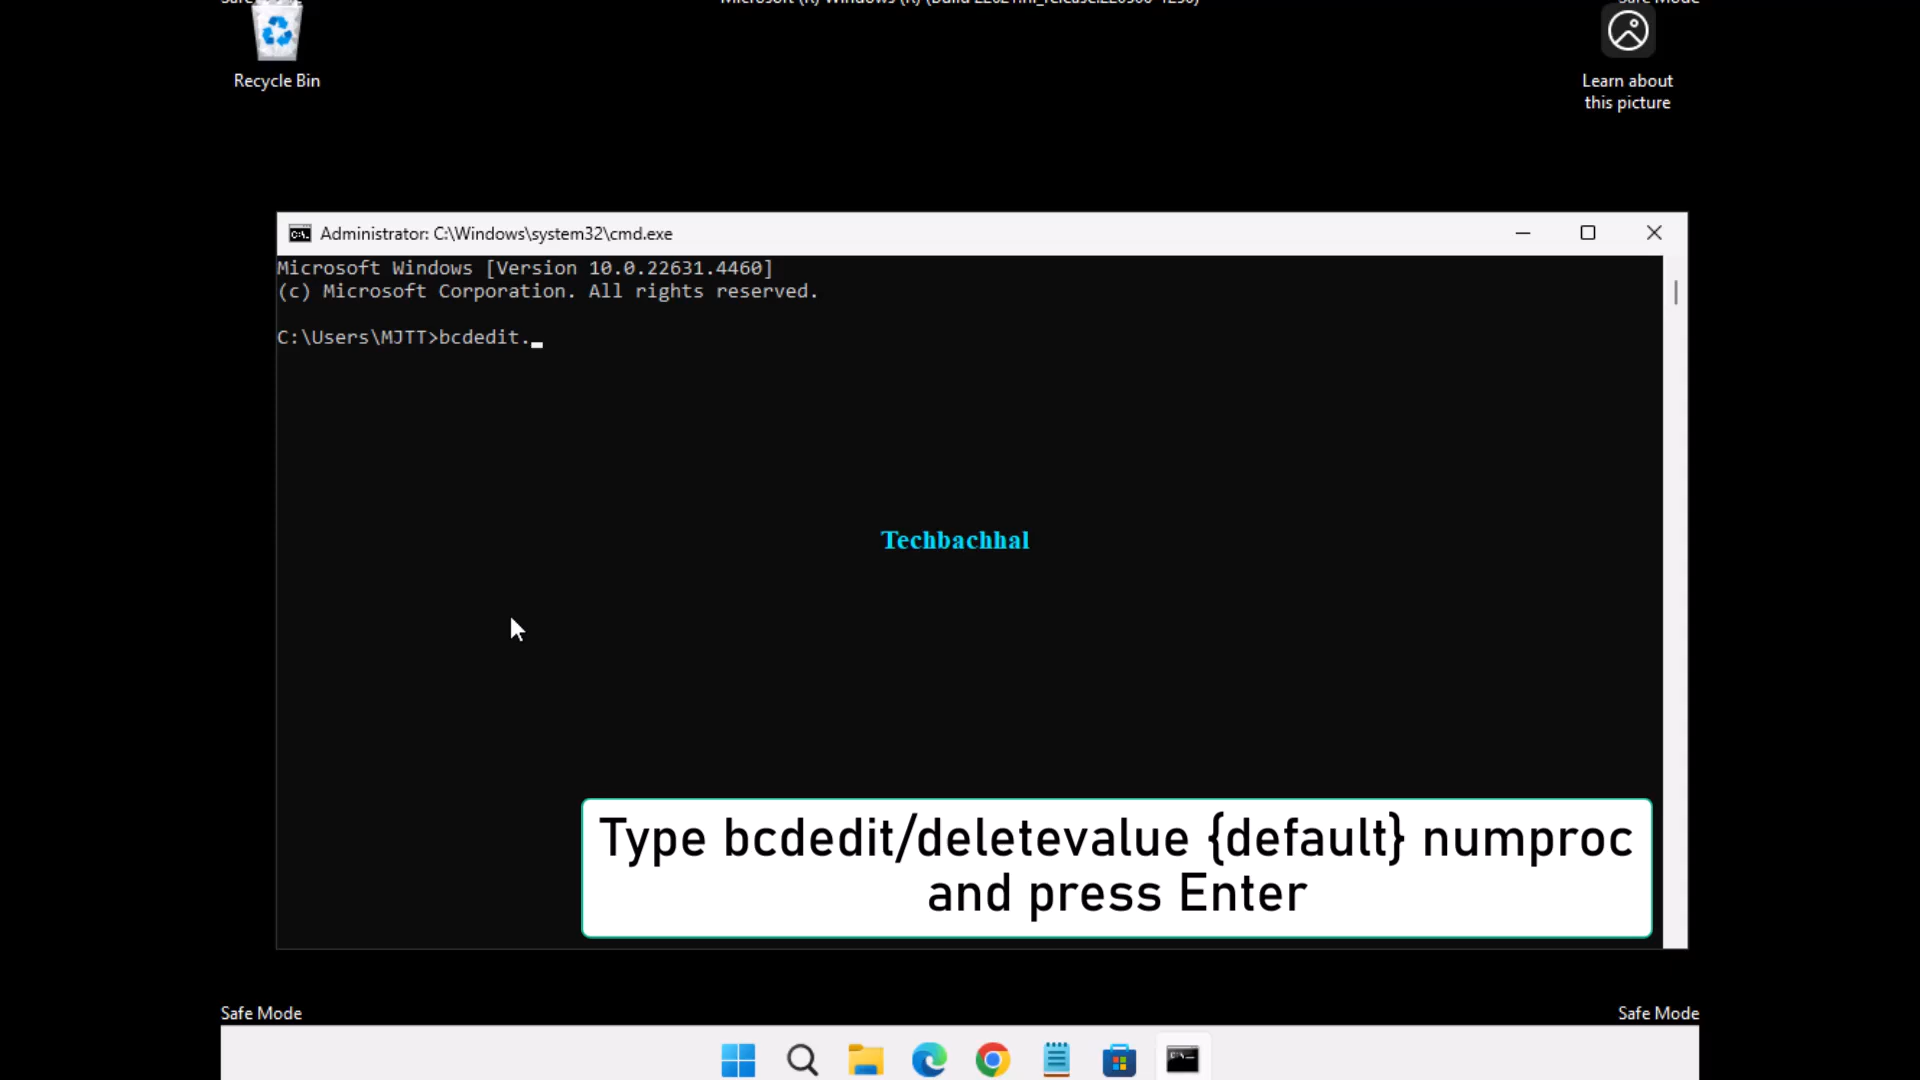 Recycle Bin
Learn about
this picture
Administrator: C:\Windows\system32\cmd.exe
Microsoft Windows [Version 10.0.22631.4460]
(c) Microsoft Corporation. All rights reserved.
C:\Users\MJTT>bcdedit.
Techbachhal
Type bcdedit/deletevalue {default} numproc
and press Enter
Safe Mode
Safe Mode